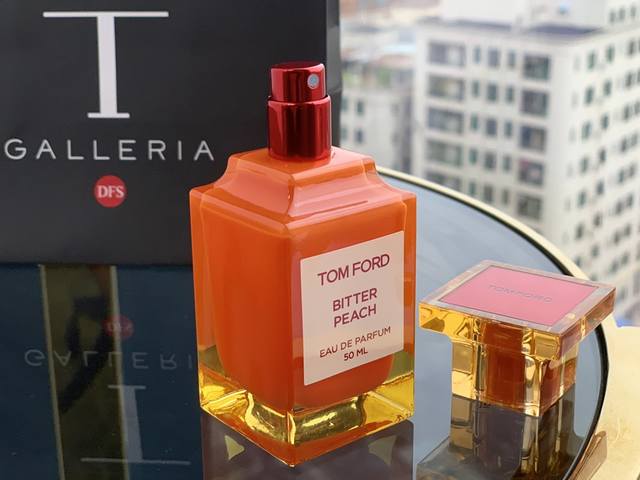 T
GALLERIA
DFS
TOM FORD
BITTER
PEACH
EAU DE PARFUM
50 ML
TOM FORD